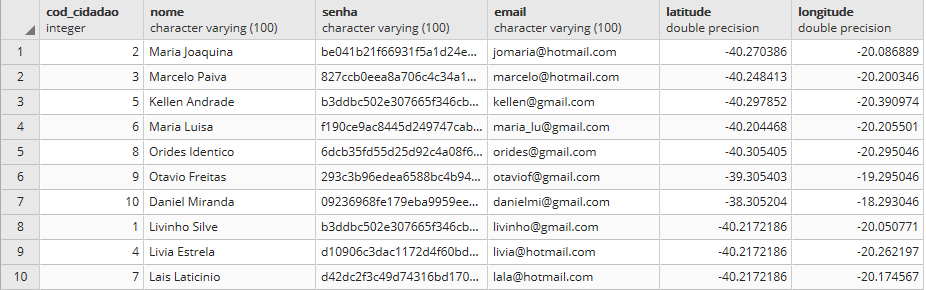 cod_cidadao nome senha email latitude longitude
integer character varying (100) character varying (100) character varying (100) double precision double precision
1 2 Maria Joaquina be041b21f66931f5a1d24e... jomaria@hotmail.com -40.270386 -20.086889
2 3 Marcelo Paiva 827ccb0eea8a706c4c34a1... marcelo@hotmail.com -40.248413 -20.200346
3 5 Kellen Andrade b3ddbc502e307665f346cb... kellen@gmail.com -40.297852 -20.390974
4 6 Maria Luisa f190ce9ac8445d249747cab... maria_lu@gmail.com -40.204468 -20.205501
5 8 Orides Identico 6dcb35fd55d25d92c4a08f6... orides@gmail.com -40.305405 -20.295046
6 9 Otavio Freitas 293c3b96edea6588bc4b94... otaviof@gmail.com -39.305403 -19.295046
7 10 Daniel Miranda 09236968fe179eba9959ee... danielmi@gmail.com -38.305204 -18.293046
8 1 Livinho Silve b3ddbc502e307665f346cb... livinho@gmail.com -40.2172186 -20.050771
9 4 Livia Estrela d10906c3dac1172d4f60bd... livia@hotmail.com -40.2172186 -20.262197
10 7 Lais Laticinio d42dc2f3c49d74316bd170... lala@hotmail.com -40.2172186 -20.174567